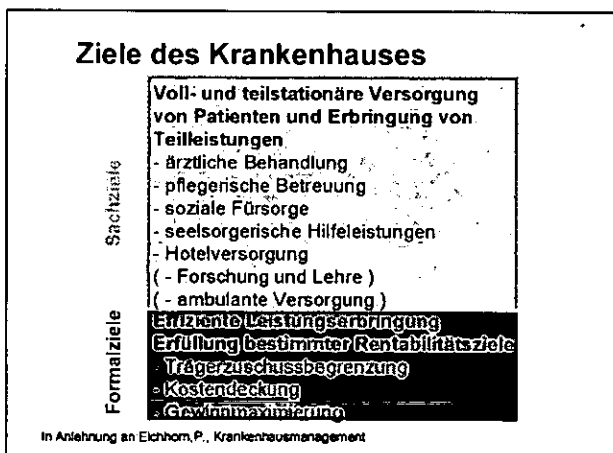 Ziele des Krankenhauses
Sachziele
Voll- und teilstationäre Versorgung
von Patienten und Erbringung von
Teilleistungen
- ärztliche Behandlung
- pflegerische Betreuung
- soziale Fürsorge
- seelsorgerische Hilfeleistungen
- Hotelversorgung
( - Forschung und Lehre )
( - ambulante Versorgung )
Formalziele
Effiziente Leistungserbringung
Erfüllung bestimmter Rentabilitätsziele
- Trägerzuschussbegrenzung
- Kostendeckung
- Gewinnmaximierung
In Anlehnung an Eichhorn,P., Krankenhausmanagement